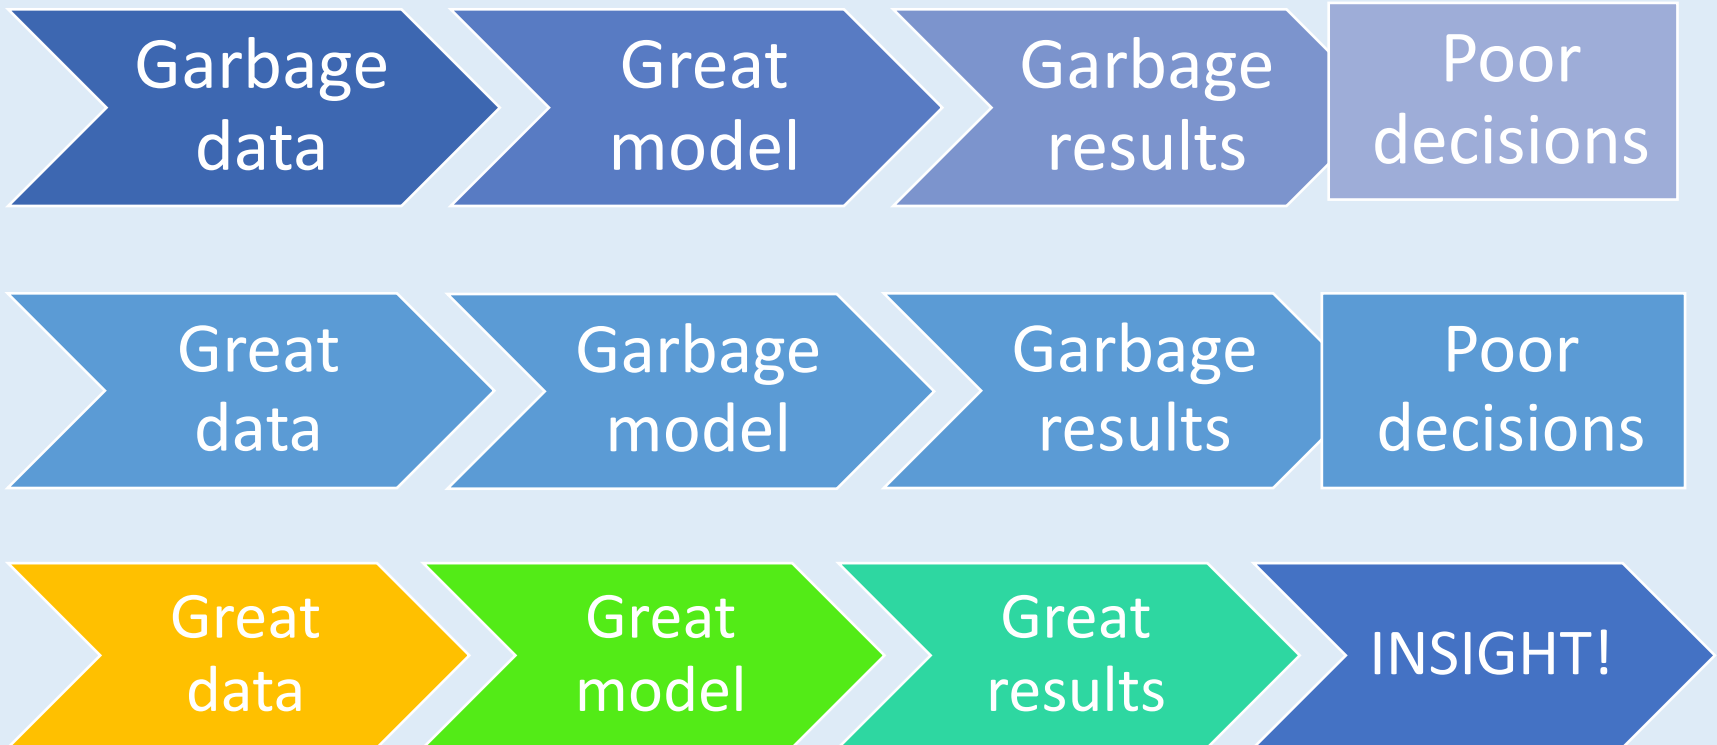 Garbage
data
Great
model
Garbage
results
Poor
decisions
Great
data
Garbage
model
Garbage
results
Poor
decisions
Great
data
Great
model
Great
results
INSIGHT!